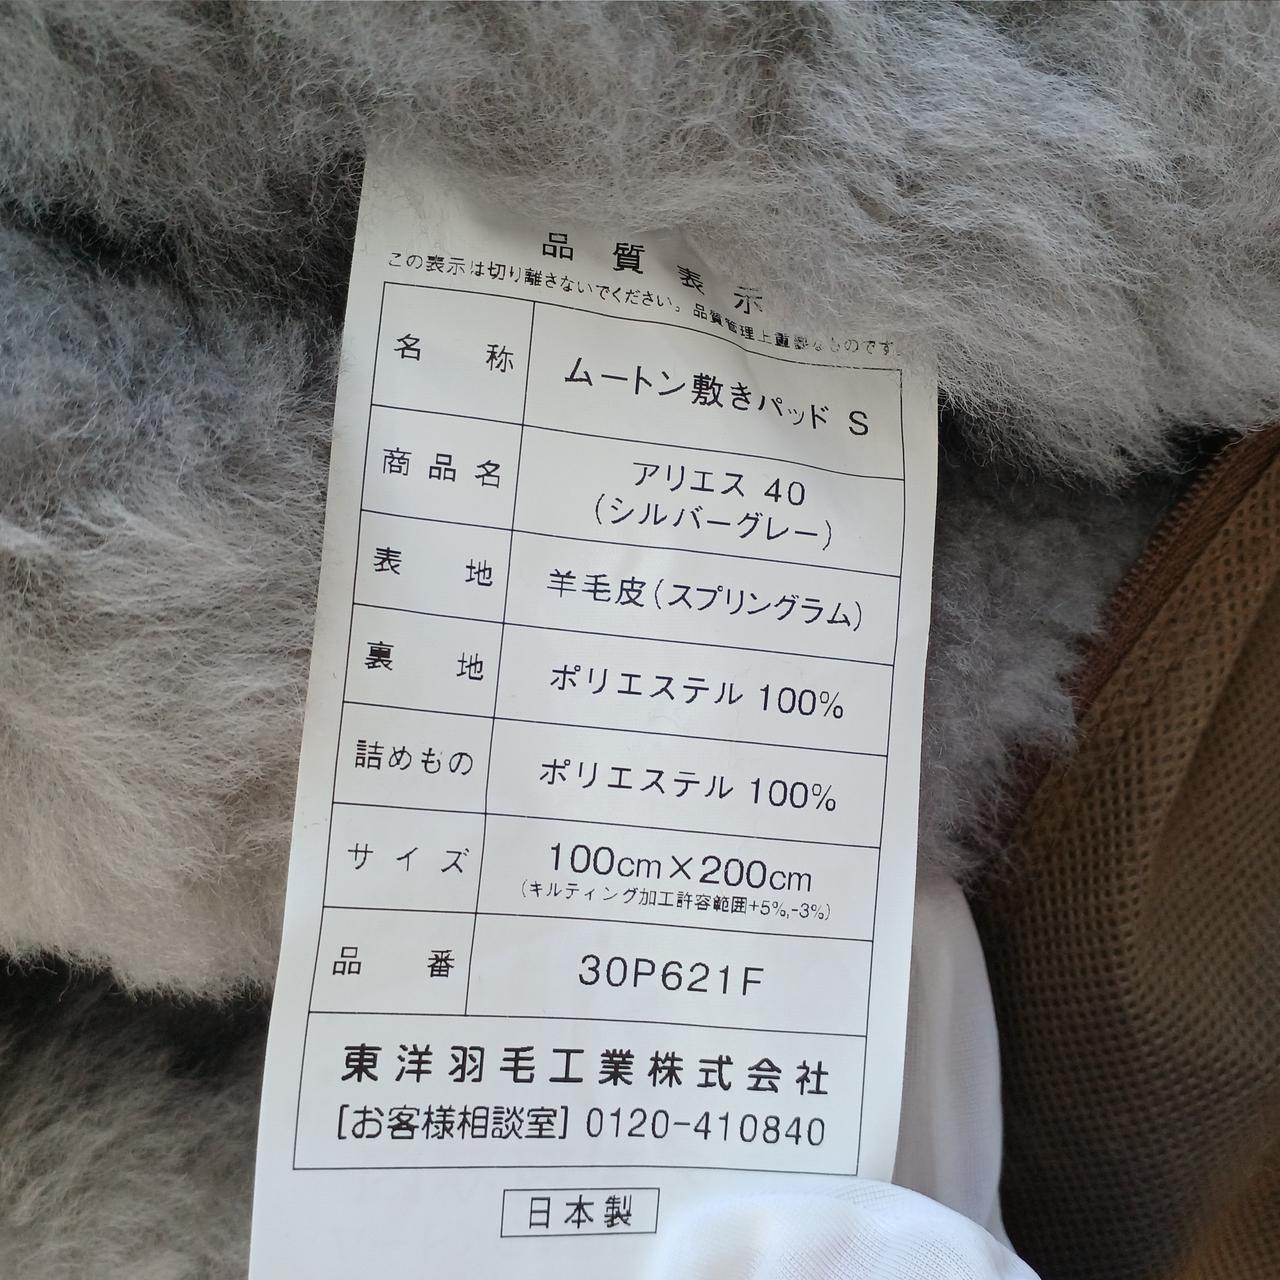 品質表示
この表示は切り離さないでください。品質管理上重要なものです。
名称 ムートン敷きパッド S
商品名 アリエス 40
(シルバーグレー)
表地 羊毛皮(スプリングラム)
裏地 ポリエステル 100%
詰めもの ポリエステル 100%
サイズ 100cm×200cm
(キルティング加工許容範囲+5%,-3%)
品番 30P621F
東洋羽毛工業株式会社
[お客様相談室] 0120-410840
日本製